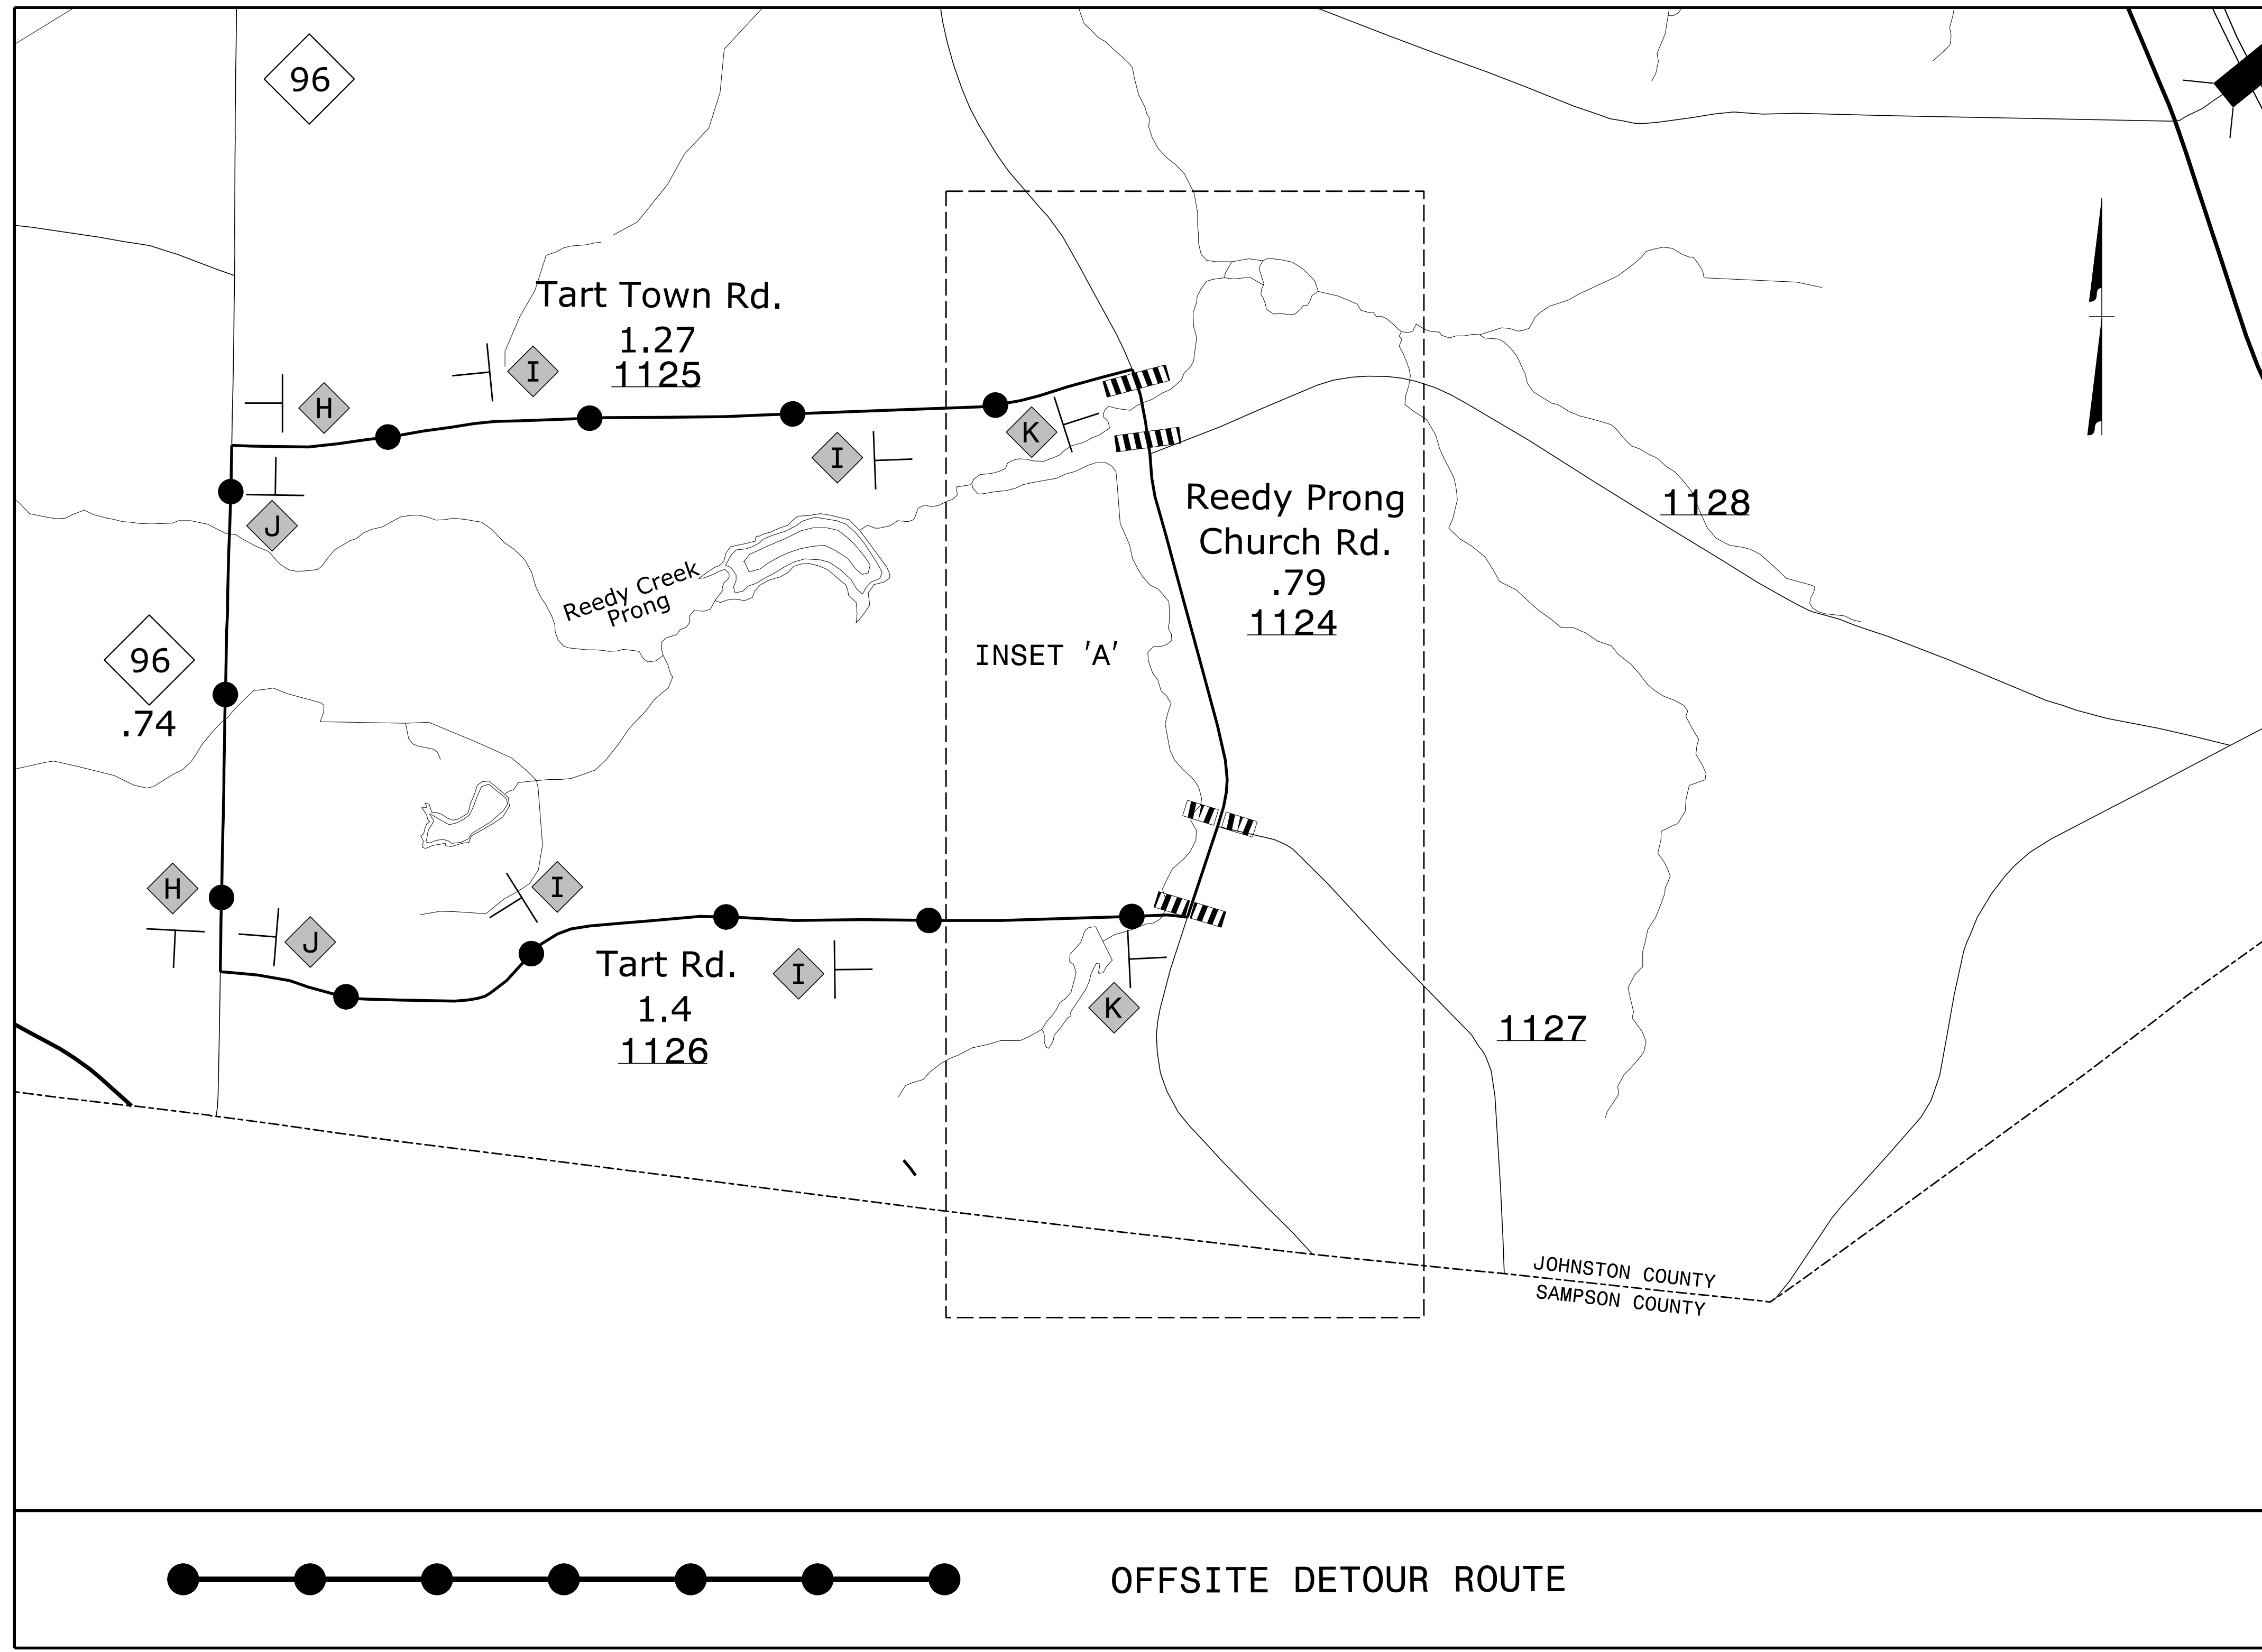 96
Tart Town Rd.
1.27
1125
I
H
K
I
J
Reedy Prong
Church Rd.
.79
1124
1128
Reedy Creek
Prong
INSET 'A'
96
.74
H
I
J
Tart Rd.
1.4
1126
I
K
1127
JOHNSTON COUNTY
SAMPSON COUNTY
OFFSITE DETOUR ROUTE